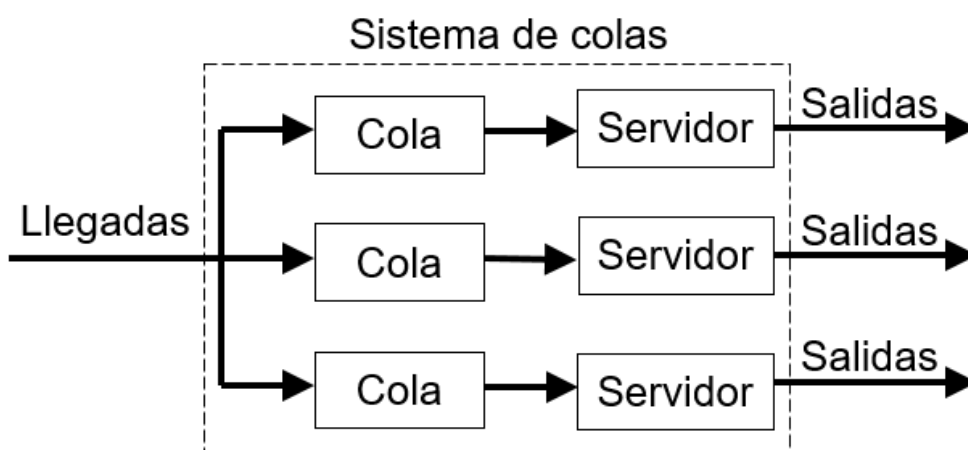 Sistema de colas
Llegadas
Cola
Servidor
Salidas
Cola
Servidor
Salidas
Cola
Servidor
Salidas